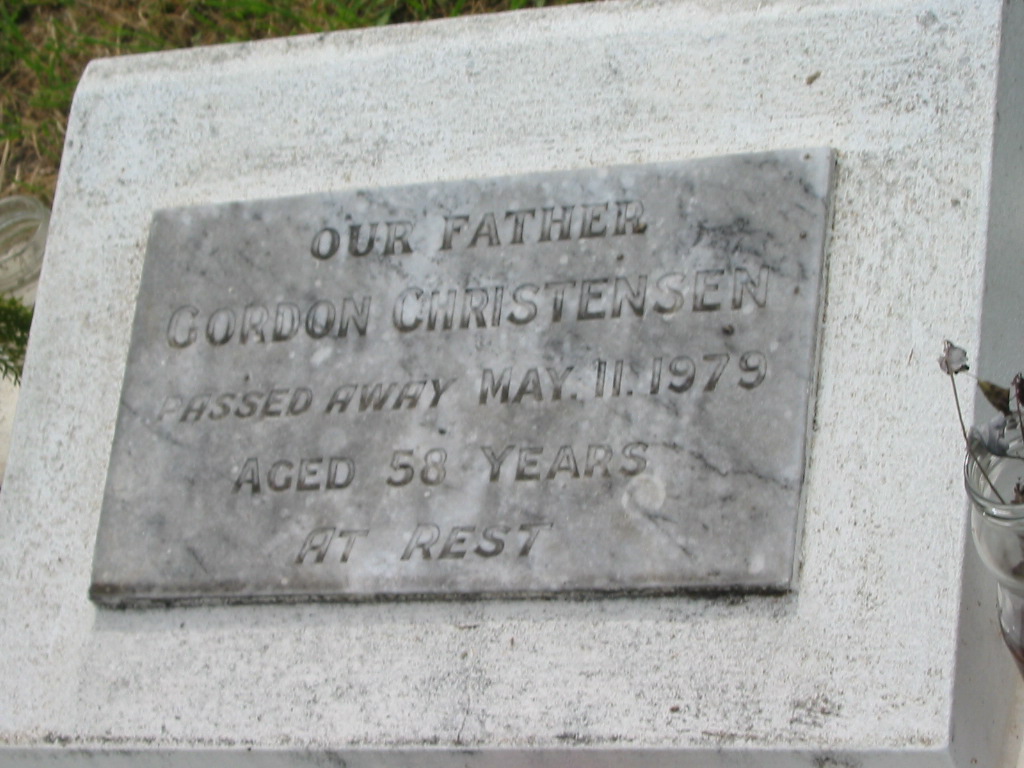 OUR FATHER
GORDON CHRISTENSEN
PASSED AWAY MAY. 11. 1979
AGED 58 YEARS
AT REST